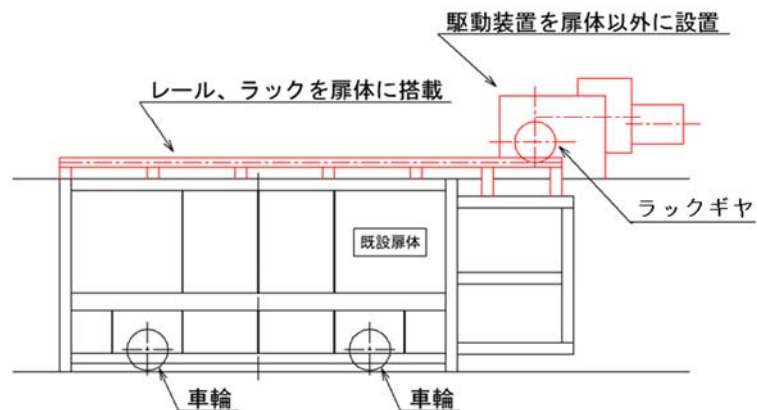 駆動装置を扉体以外に設置
レール、ラックを扉体に搭載
ラックギヤ
既設扉体
車輪
車輪